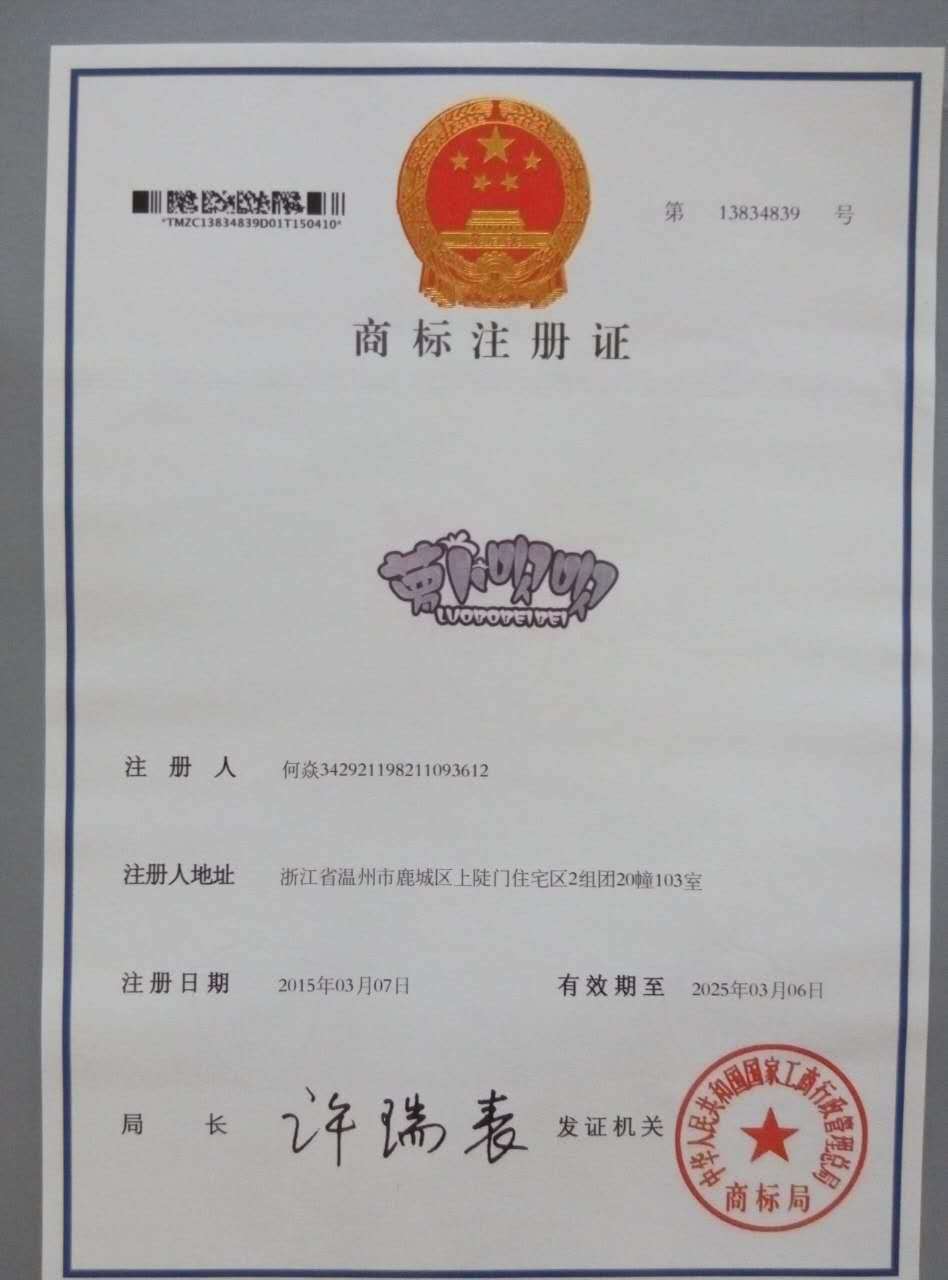 *TMZC13834839D01T150410*
第 13834839 号
商标注册证
萝卜呗呗
LUOBOBEIBEI
注册人 何焱342921198211093612
注册人地址 浙江省温州市鹿城区上陡门住宅区2组团20幢103室
注册日期 2015年03月07日 有效期至 2025年03月06日
局长 许瑞表 发证机关
中华人民共和国国家工商行政管理总局
商标局